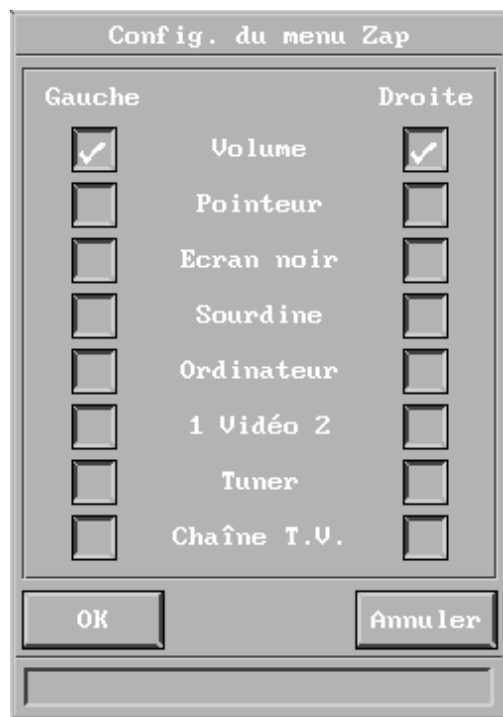 Config. du menu Zap
Gauche Droite
Volume
Pointeur
Ecran noir
Sourdine
Ordinateur
1 Vidéo 2
Tuner
Chaîne T.V.
OK Annuler